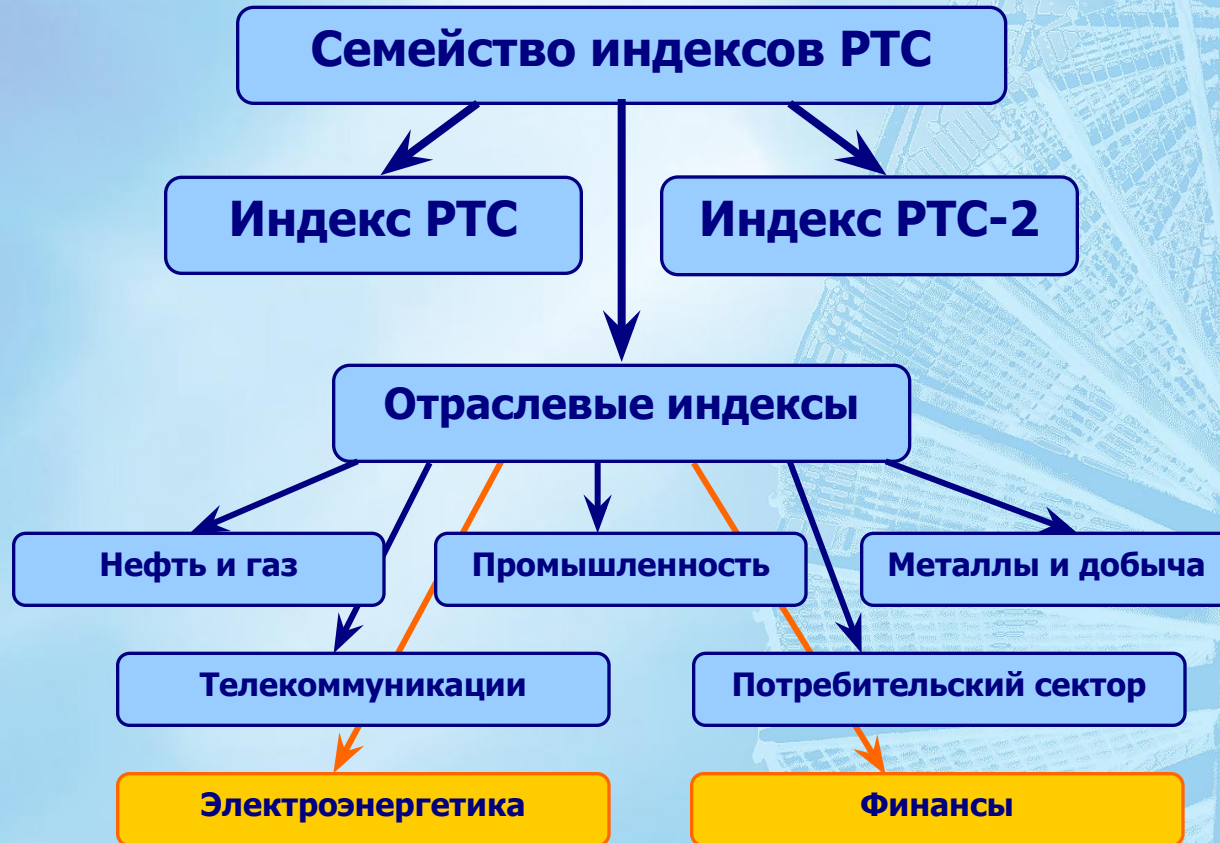 Семейство индексов РТС
Индекс РТС
Индекс РТС-2
Отраслевые индексы
Нефть и газ
Промышленность
Металлы и добыча
Телекоммуникации
Потребительский сектор
Электроэнергетика
Финансы